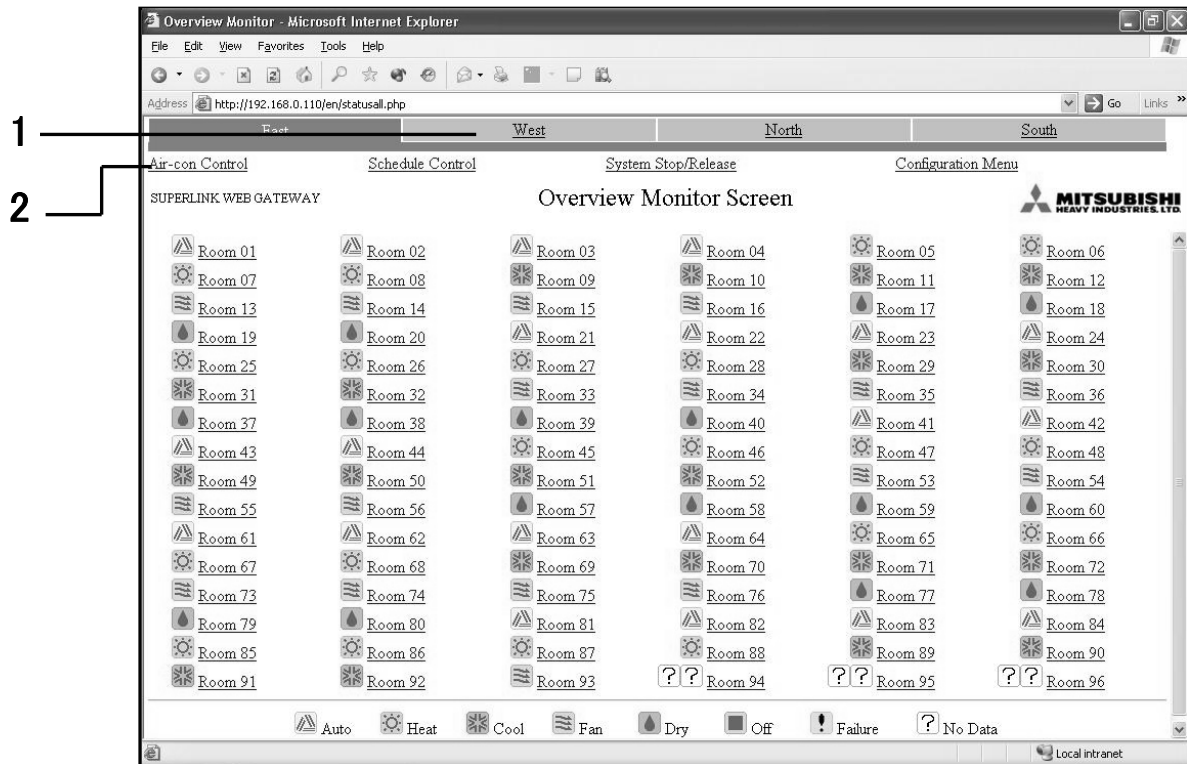 Overview Monitor - Microsoft Internet Explorer
File Edit View Favorites Tools Help
Address http://192.168.0.110/en/statusall.php Go Links »
1
East West North South
2
Air-con Control Schedule Control System Stop/Release Configuration Menu
SUPERLINK WEB GATEWAY Overview Monitor Screen MITSUBISHI
HEAVY INDUSTRIES, LTD.
Room 01 Room 02 Room 03 Room 04 Room 05 Room 06
Room 07 Room 08 Room 09 Room 10 Room 11 Room 12
Room 13 Room 14 Room 15 Room 16 Room 17 Room 18
Room 19 Room 20 Room 21 Room 22 Room 23 Room 24
Room 25 Room 26 Room 27 Room 28 Room 29 Room 30
Room 31 Room 32 Room 33 Room 34 Room 35 Room 36
Room 37 Room 38 Room 39 Room 40 Room 41 Room 42
Room 43 Room 44 Room 45 Room 46 Room 47 Room 48
Room 49 Room 50 Room 51 Room 52 Room 53 Room 54
Room 55 Room 56 Room 57 Room 58 Room 59 Room 60
Room 61 Room 62 Room 63 Room 64 Room 65 Room 66
Room 67 Room 68 Room 69 Room 70 Room 71 Room 72
Room 73 Room 74 Room 75 Room 76 Room 77 Room 78
Room 79 Room 80 Room 81 Room 82 Room 83 Room 84
Room 85 Room 86 Room 87 Room 88 Room 89 Room 90
Room 91 Room 92 Room 93 ?? Room 94 ?? Room 95 ?? Room 96
Auto Heat Cool Fan Dry Off ! Failure ? No Data
Local intranet